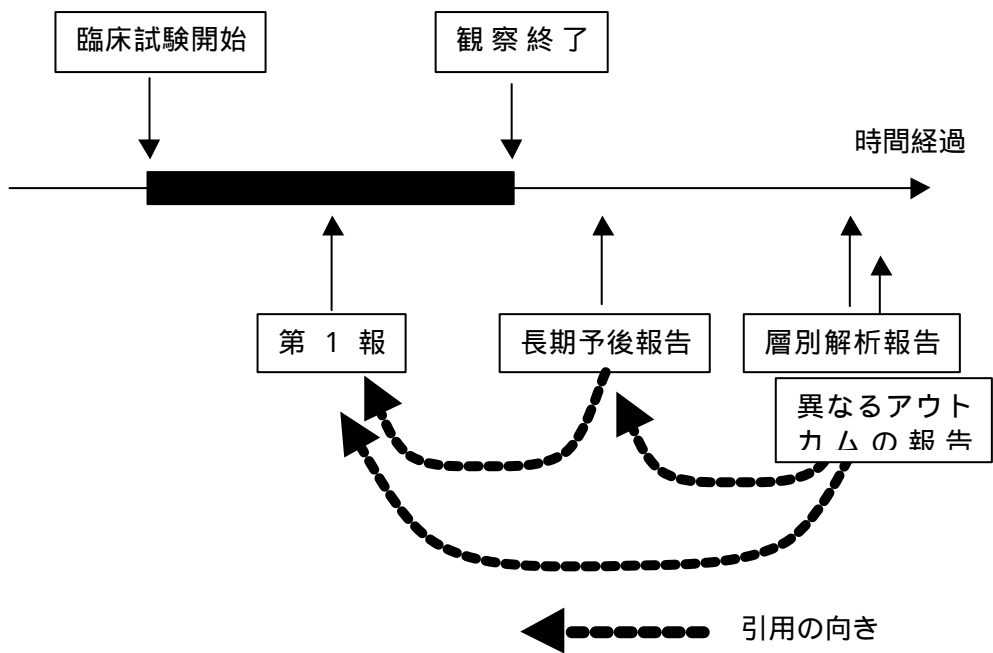 臨床試験開始
観察終了
時間経過
第1報
長期予後報告
層別解析報告
異なるアウト
カムの報告
引用の向き